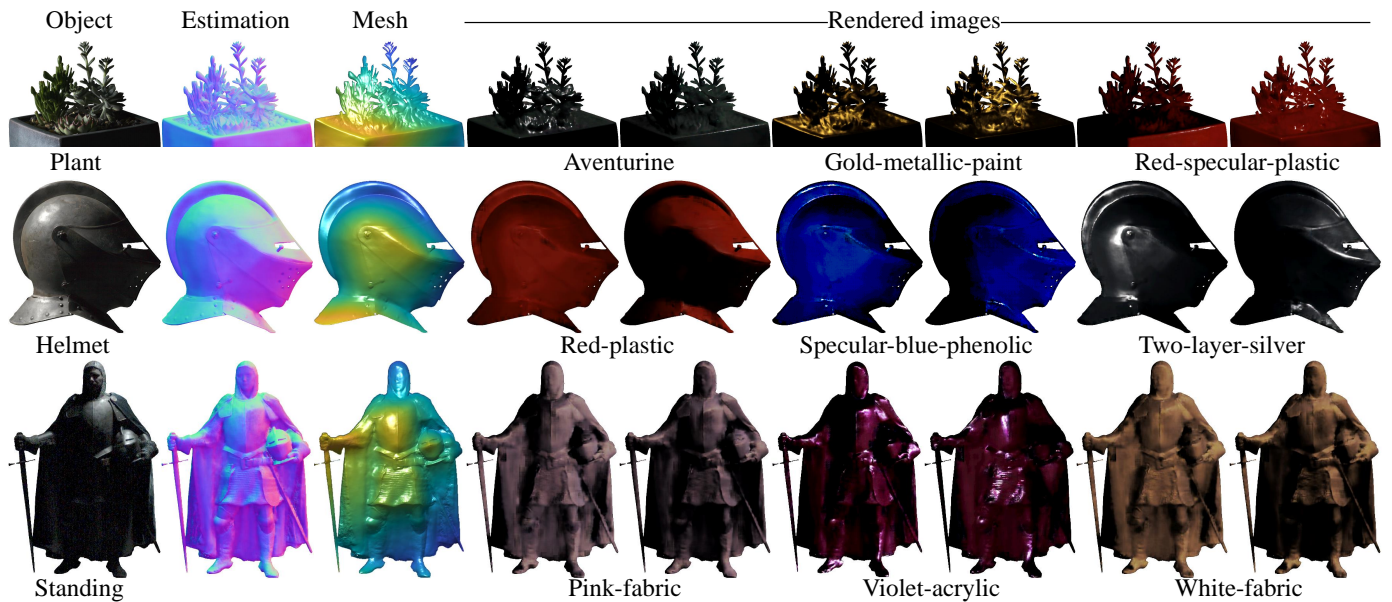 Object Estimation Mesh Rendered images
Plant Aventurine Gold-metallic-paint Red-specular-plastic
Helmet Red-plastic Specular-blue-phenolic Two-layer-silver
Standing Pink-fabric Violet-acrylic White-fabric